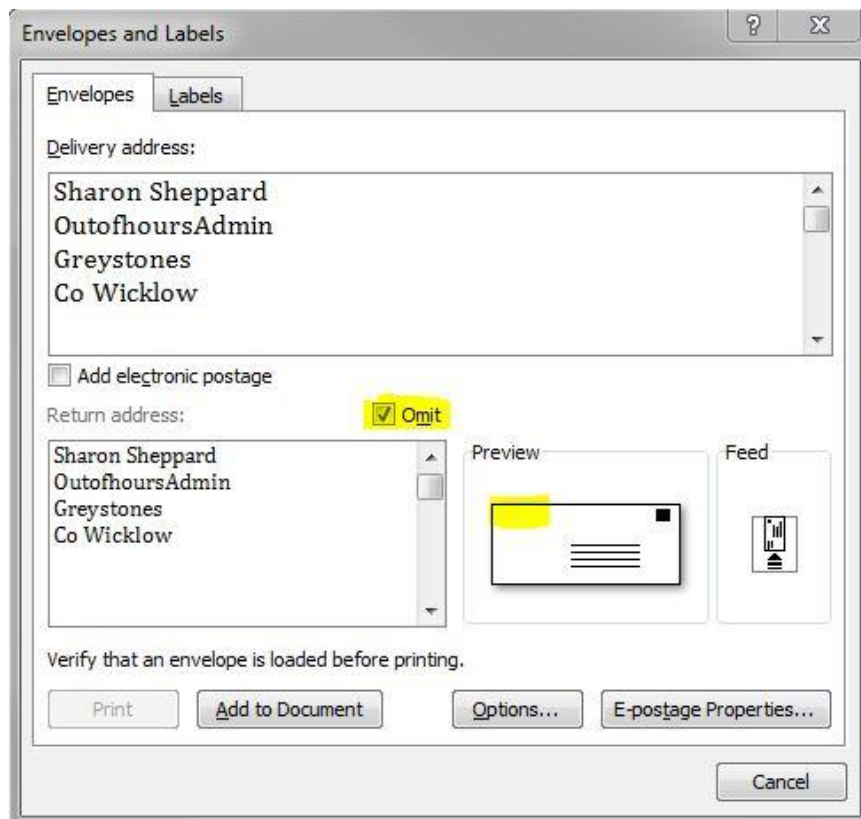 Envelopes and Labels
Envelopes Labels
Delivery address:
Sharon Sheppard
OutofhoursAdmin
Greystones
Co Wicklow
Add electronic postage
Return address: Omit
Sharon Sheppard
OutofhoursAdmin
Greystones
Co Wicklow
Preview
Feed
Verify that an envelope is loaded before printing.
Print Add to Document Options... E-postage Properties...
Cancel